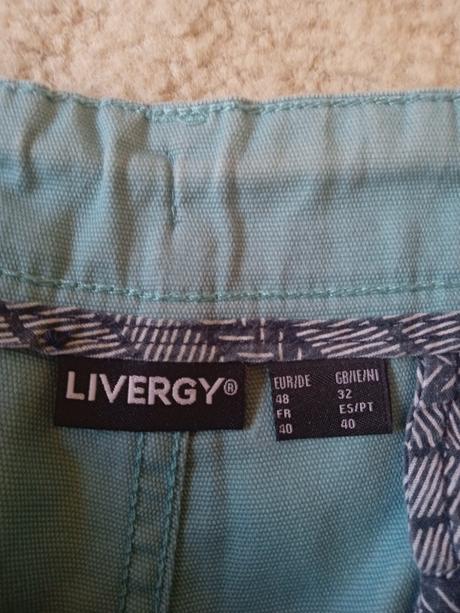 LIVERGY®
EUR/DE GB/IE/NI
48 32
FR ES/PT
40 40